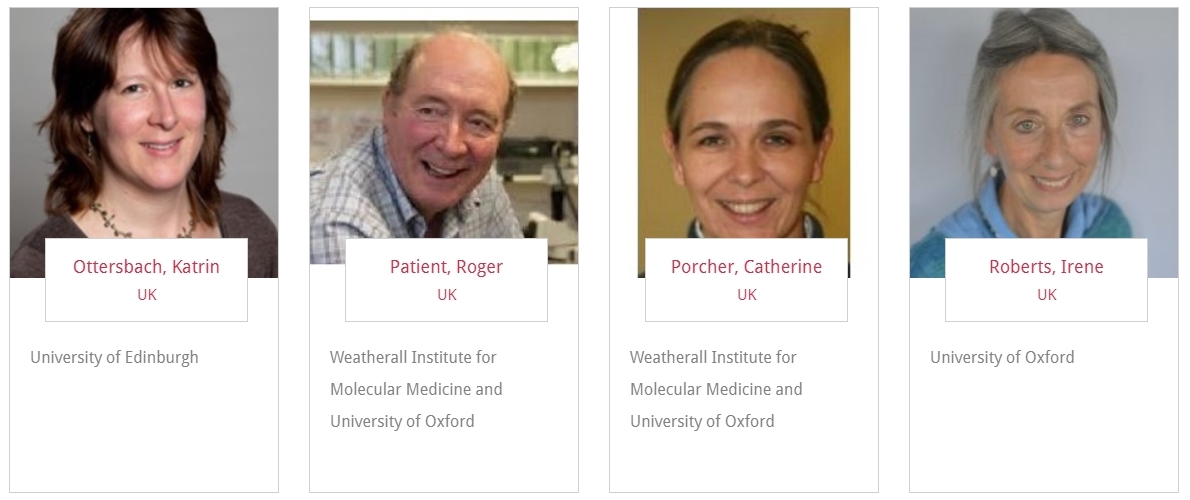 Ottersbach, Katrin
UK
University of Edinburgh
Patient, Roger
UK
Weatherall Institute for
Molecular Medicine and
University of Oxford
Porcher, Catherine
UK
Weatherall Institute for
Molecular Medicine and
University of Oxford
Roberts, Irene
UK
University of Oxford